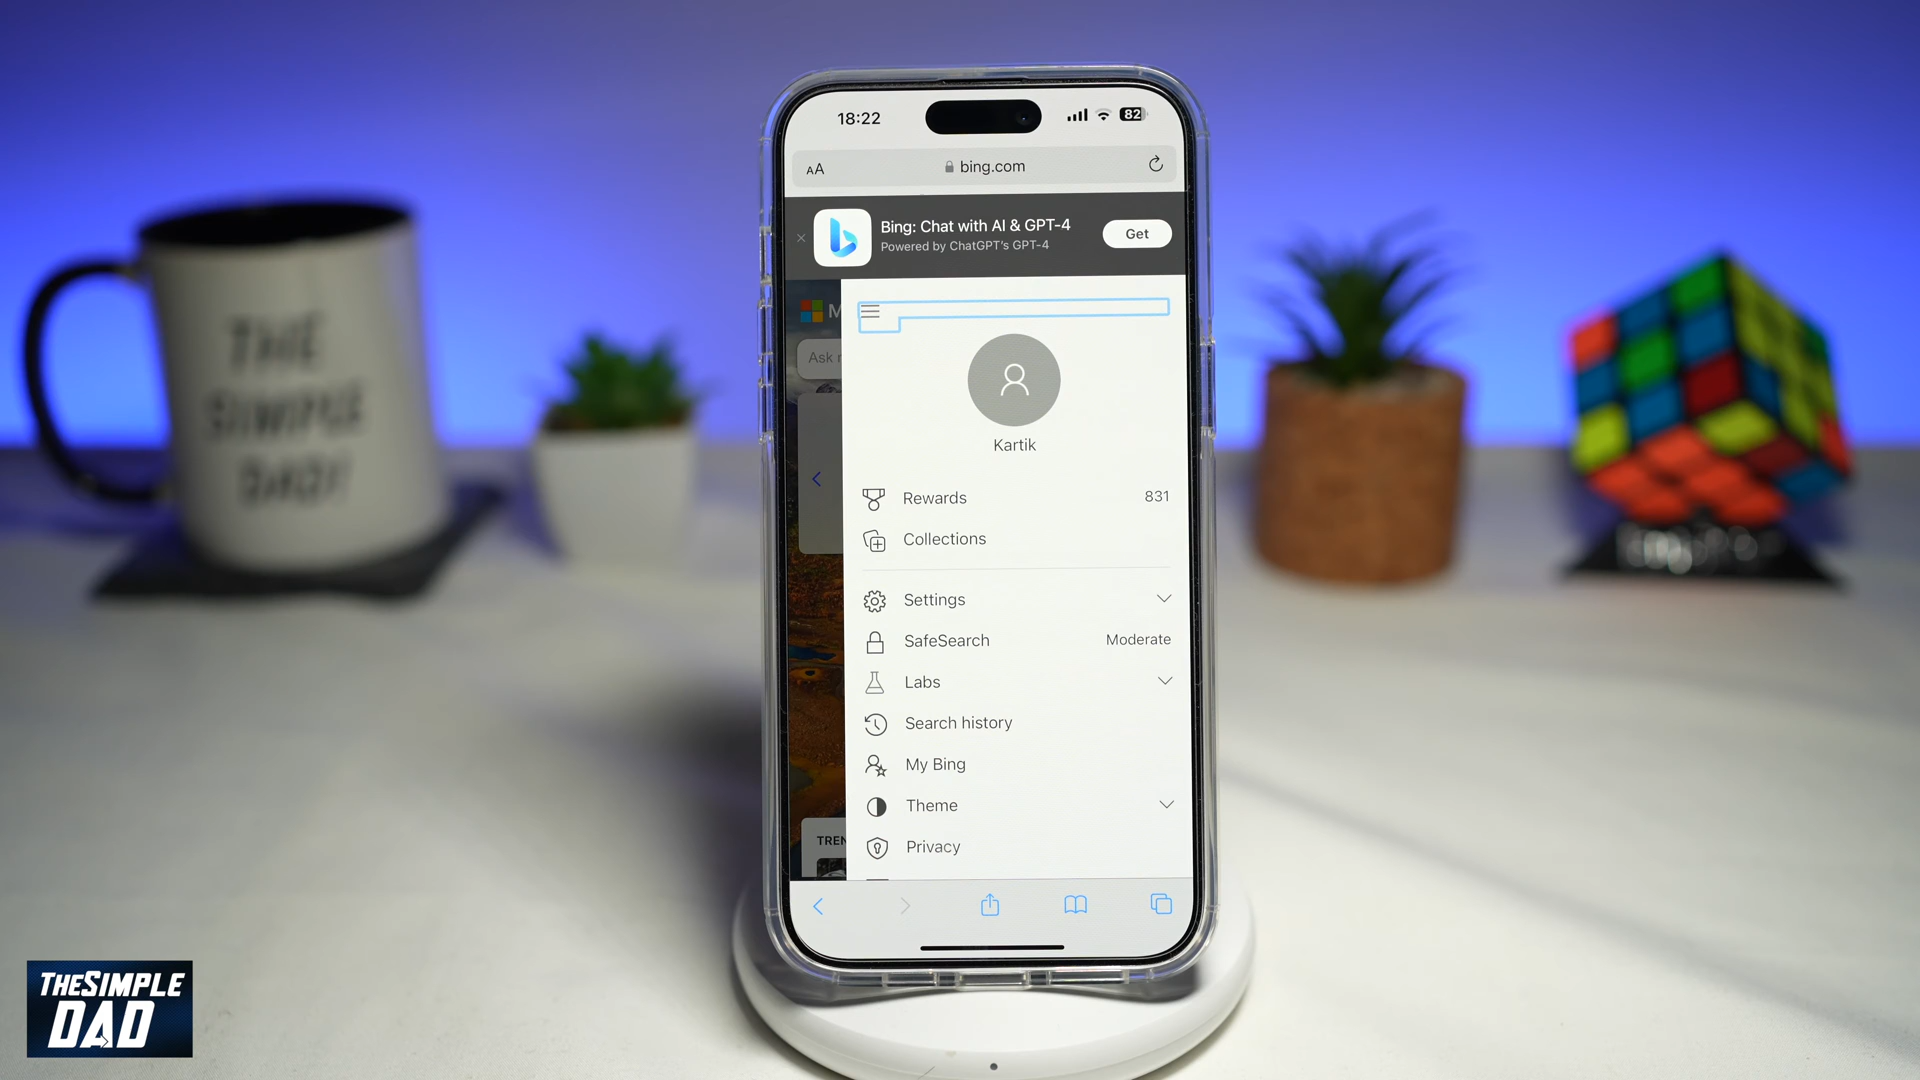 THE
SIMPLE
DAD!
18:22
82
AA
bing.com
Bing: Chat with AI & GPT-4
Powered by ChatGPT's GPT-4
Get
M
Ask
Kartik
Rewards 831
Collections
Settings
SafeSearch Moderate
Labs
Search history
My Bing
Theme
TREN
Privacy
THESIMPLE
DAD